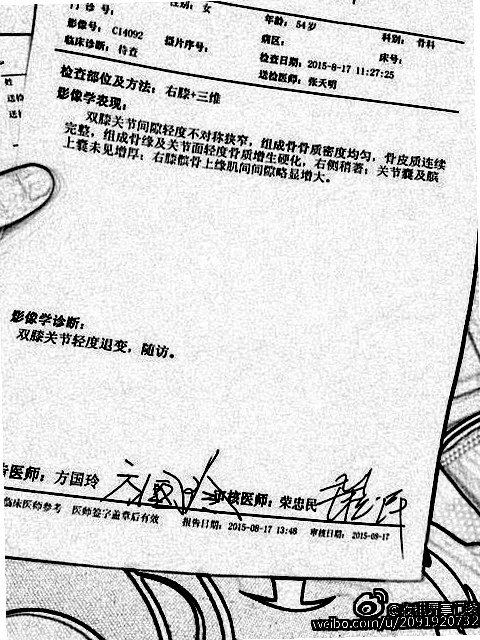 门 诊 号：
性别：女
年龄：54岁
科别：骨科
影像号：C14092
摄片序号：
病区：
床号：
临床诊断：待查
检查日期：2015-8-17 11:27:25
送检医师：张天明
检查部位及方法：右膝+三维
影像学表现：
双膝关节间隙轻度不对称狭窄，组成骨骨质密度均匀，骨皮质连续
完整，组成骨缘及关节面轻度骨质增生硬化，右侧稍著；关节囊及髌
上囊未见增厚；右膝髌骨上缘肌间间隙略显增大。
影像学诊断：
双膝关节轻度退变，随访。
告医师：方国玲
审核医师：荣忠民
临床医师参考 医师签字盖章后有效
报告日期：2015-08-17 13:48
审核日期：2015-08-17
weibo.com/u/2091920732